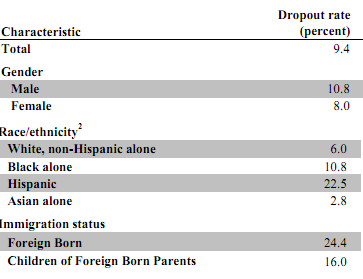 Dropout rate
Characteristic (percent)
Total 9.4
Gender
Male 10.8
Female 8.0
Race/ethnicity2
White, non-Hispanic alone 6.0
Black alone 10.8
Hispanic 22.5
Asian alone 2.8
Immigration status
Foreign Born 24.4
Children of Foreign Born Parents 16.0